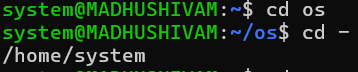 system@MADHUSHIVAM:~$ cd os
system@MADHUSHIVAM:~/os$ cd -
/home/system